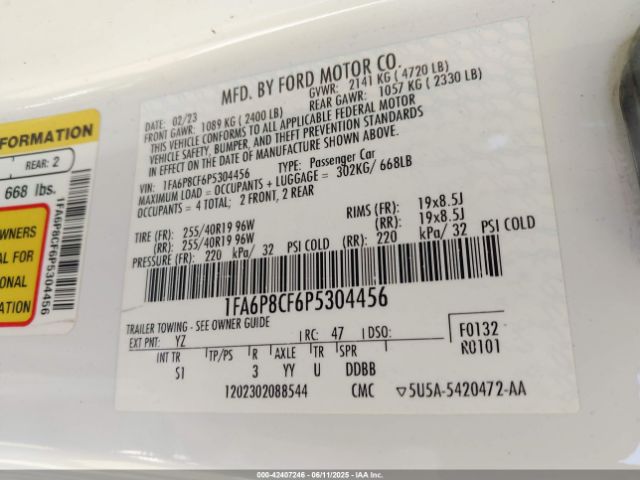 MFD. BY FORD MOTOR CO.
DATE: 02/23 GVWR: 2141 KG ( 4720 LB)
FRONT GAWR: 1089 KG ( 2400 LB) REAR GAWR: 1057 KG ( 2330 LB)
THIS VEHICLE CONFORMS TO ALL APPLICABLE FEDERAL MOTOR
VEHICLE SAFETY, BUMPER, AND THEFT PREVENTION STANDARDS
IN EFFECT ON THE DATE OF MANUFACTURE SHOWN ABOVE.
VIN: 1FA6P8CF6P5304456 TYPE: Passenger Car
MAXIMUM LOAD = OCCUPANTS + LUGGAGE = 302KG/ 668LB
OCCUPANTS = 4 TOTAL; 2 FRONT, 2 REAR
TIRE (FR): 255/40R19 96W RIMS (FR): 19x8.5J
(RR): 255/40R19 96W (RR): 19x8.5J
PRESSURE (FR): 220 kPa/ 32 PSI COLD (RR): 220 kPa/ 32 PSI COLD
1FA6P8CF6P5304456
TRAILER TOWING - SEE OWNER GUIDE
EXT PNT: YZ RC: 47 DSO: F0132
INT TR TP/PS R AXLE TR SPR R0101
S1 3 YY U DDBB
1202302088544 CMC 5U5A-5420472-AA
FORMATION
REAR: 2
668 lbs.
WNERS
AL FOR
IONAL
ATION
1FA6P8CF6P5304456
00-42407246 - 06/11/2025 - IAA Inc.